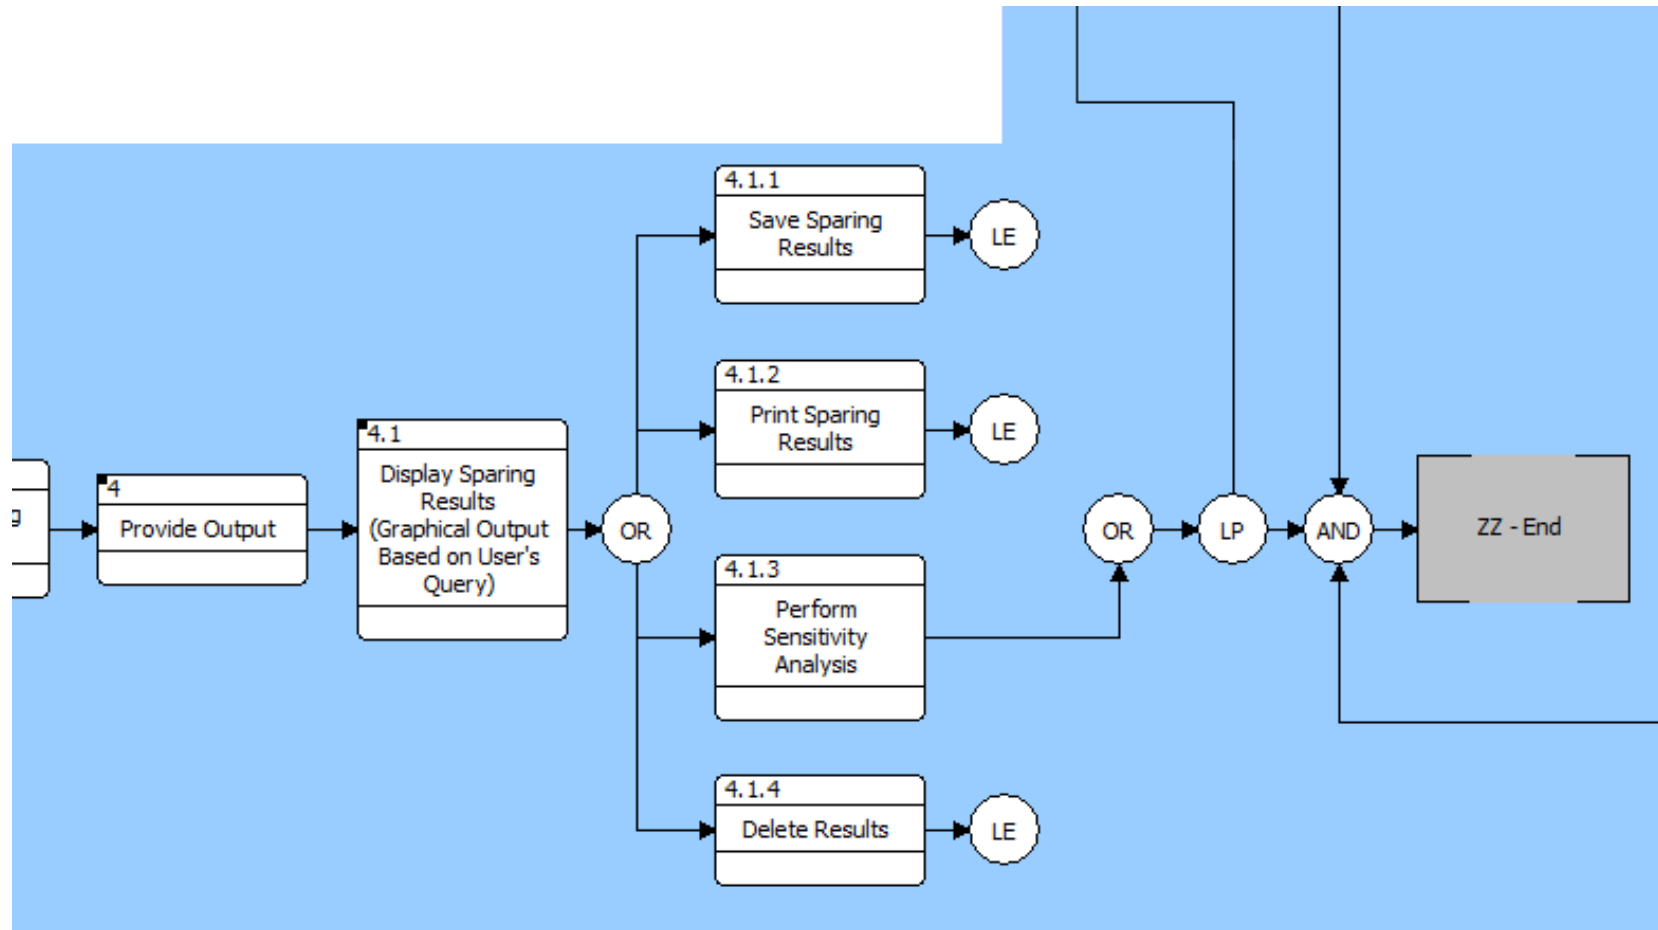 4.1.1
Save Sparing
Results
LE
4.1.2
Print Sparing
Results
LE
g
4
Provide Output
4.1
Display Sparing
Results
(Graphical Output
Based on User's
Query)
OR
4.1.3
Perform
Sensitivity
Analysis
OR
LP
AND
ZZ - End
4.1.4
Delete Results
LE